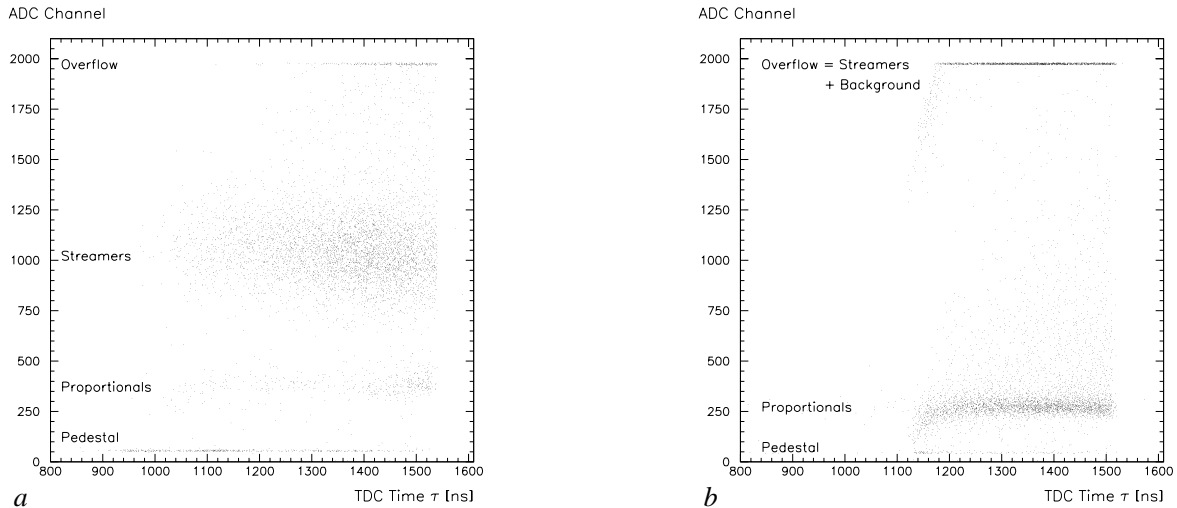 ADC Channel
2000
1750
1500
1250
1000
750
500
250
0
Overflow
Streamers
Proportionals
Pedestal
800 900 1000 1100 1200 1300 1400 1500 1600
TDC Time τ [ns]
a
ADC Channel
2000
1750
1500
1250
1000
750
500
250
0
Overflow = Streamers
+ Background
Proportionals
Pedestal
800 900 1000 1100 1200 1300 1400 1500 1600
TDC Time τ [ns]
b